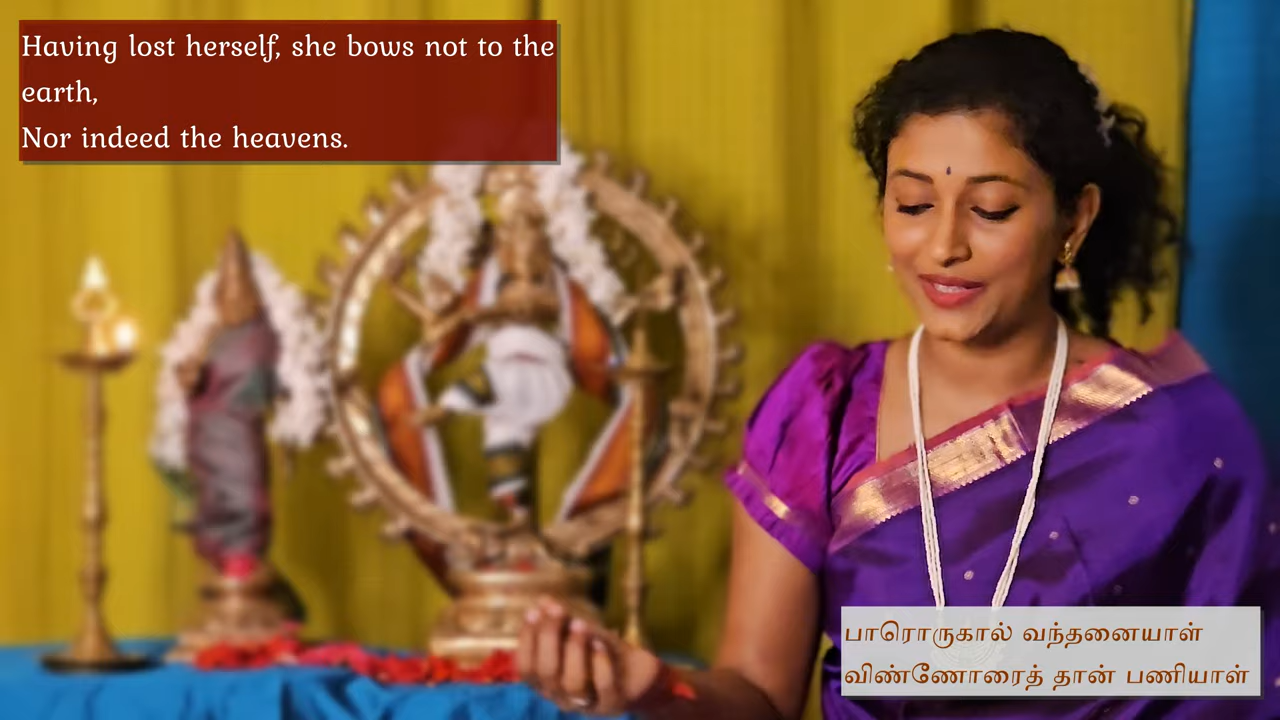 Having lost herself, she bows not to the
earth,
Nor indeed the heavens.
பாரொருகால் வந்தனையாள்
விண்ணோரைத் தான் பணியாள்